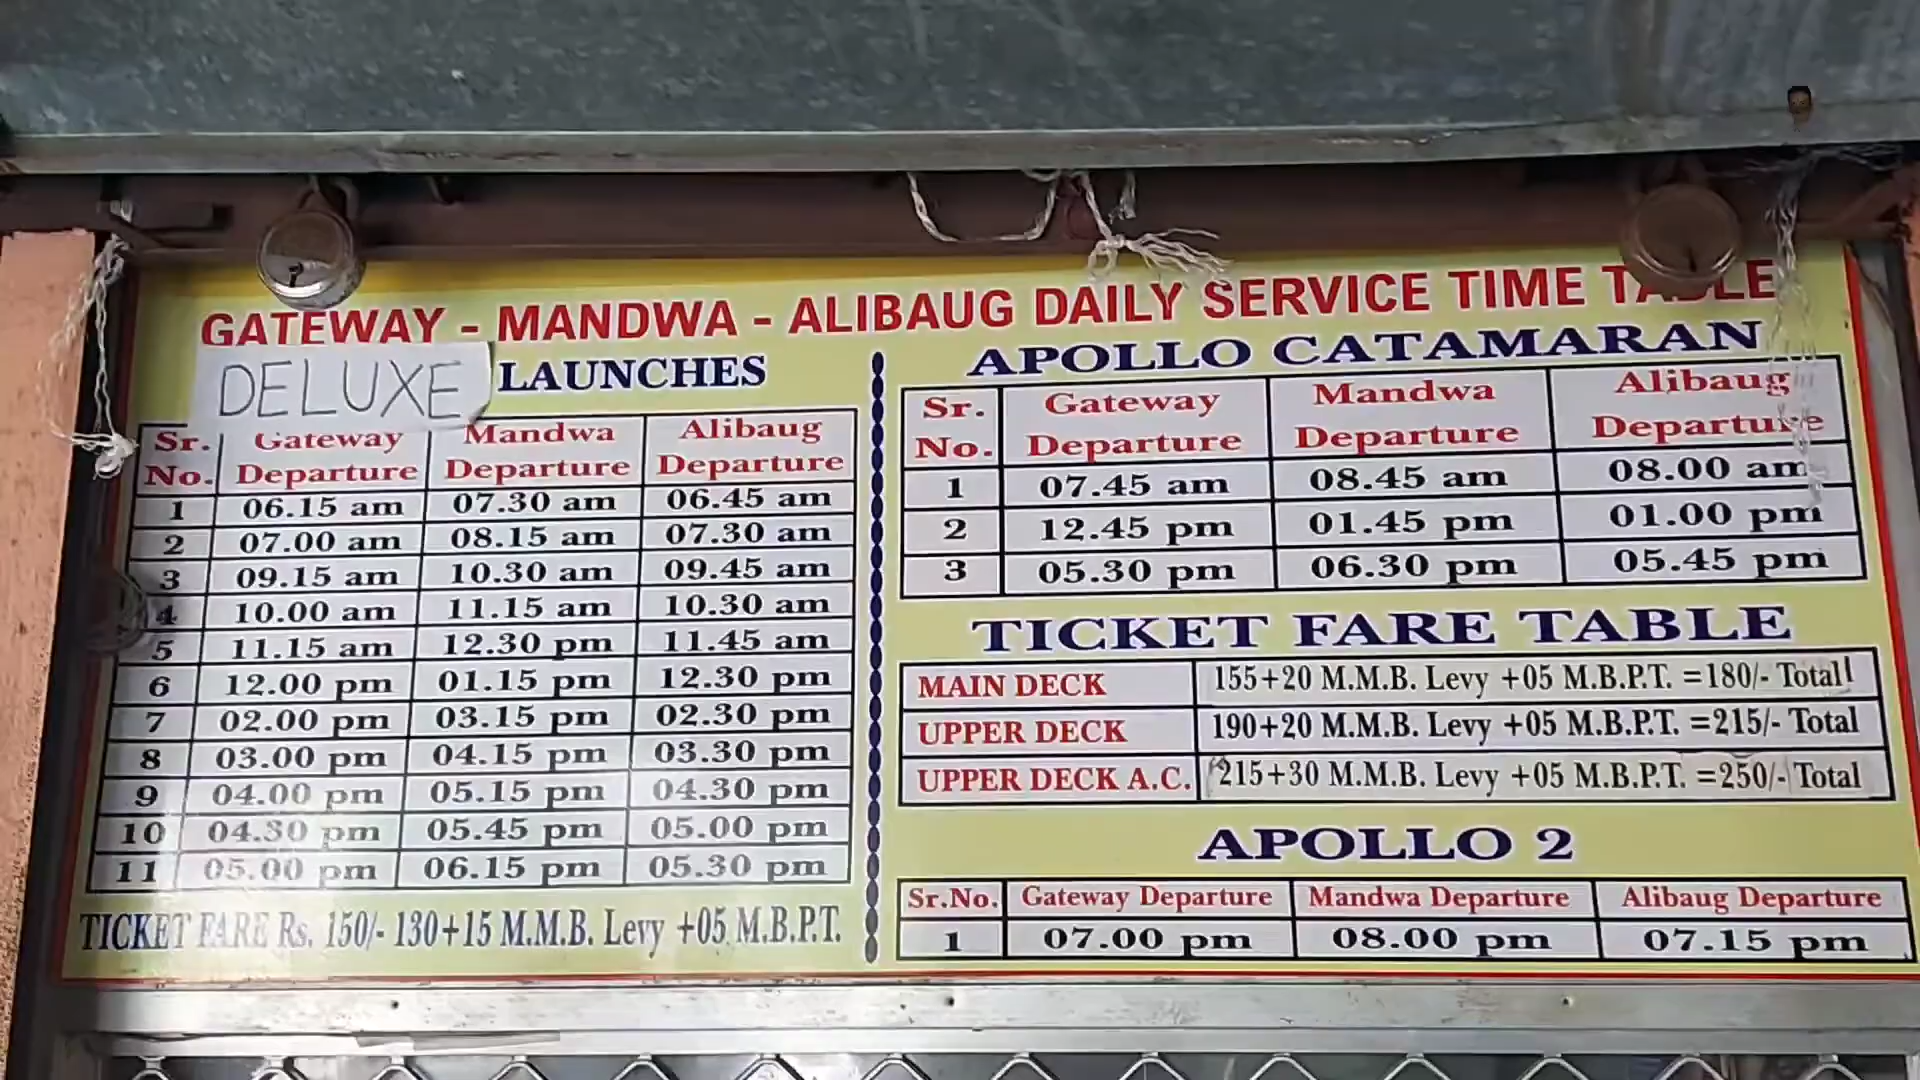 GATEWAY - MANDWA - ALIBAUG DAILY SERVICE TIME TABLE
DELUXE LAUNCHES
Sr. No. Gateway Departure Mandwa Departure Alibaug Departure
1 06.15 am 07.30 am 06.45 am
2 07.00 am 08.15 am 07.30 am
3 09.15 am 10.30 am 09.45 am
4 10.00 am 11.15 am 10.30 am
5 11.15 am 12.30 pm 11.45 am
6 12.00 pm 01.15 pm 12.30 pm
7 02.00 pm 03.15 pm 02.30 pm
8 03.00 pm 04.15 pm 03.30 pm
9 04.00 pm 05.15 pm 04.30 pm
10 04.30 pm 05.45 pm 05.00 pm
11 05.00 pm 06.15 pm 05.30 pm
TICKET FARE Rs. 150/- 130+15 M.M.B. Levy +05 M.B.P.T.
APOLLO CATAMARAN
Sr. No. Gateway Departure Mandwa Departure Alibaug Departure
1 07.45 am 08.45 am 08.00 am
2 12.45 pm 01.45 pm 01.00 pm
3 05.30 pm 06.30 pm 05.45 pm
TICKET FARE TABLE
MAIN DECK 155+20 M.M.B. Levy +05 M.B.P.T. =180/- Total
UPPER DECK 190+20 M.M.B. Levy +05 M.B.P.T. =215/- Total
UPPER DECK A.C. 215+30 M.M.B. Levy +05 M.B.P.T. =250/- Total
APOLLO 2
Sr.No. Gateway Departure Mandwa Departure Alibaug Departure
1 07.00 pm 08.00 pm 07.15 pm